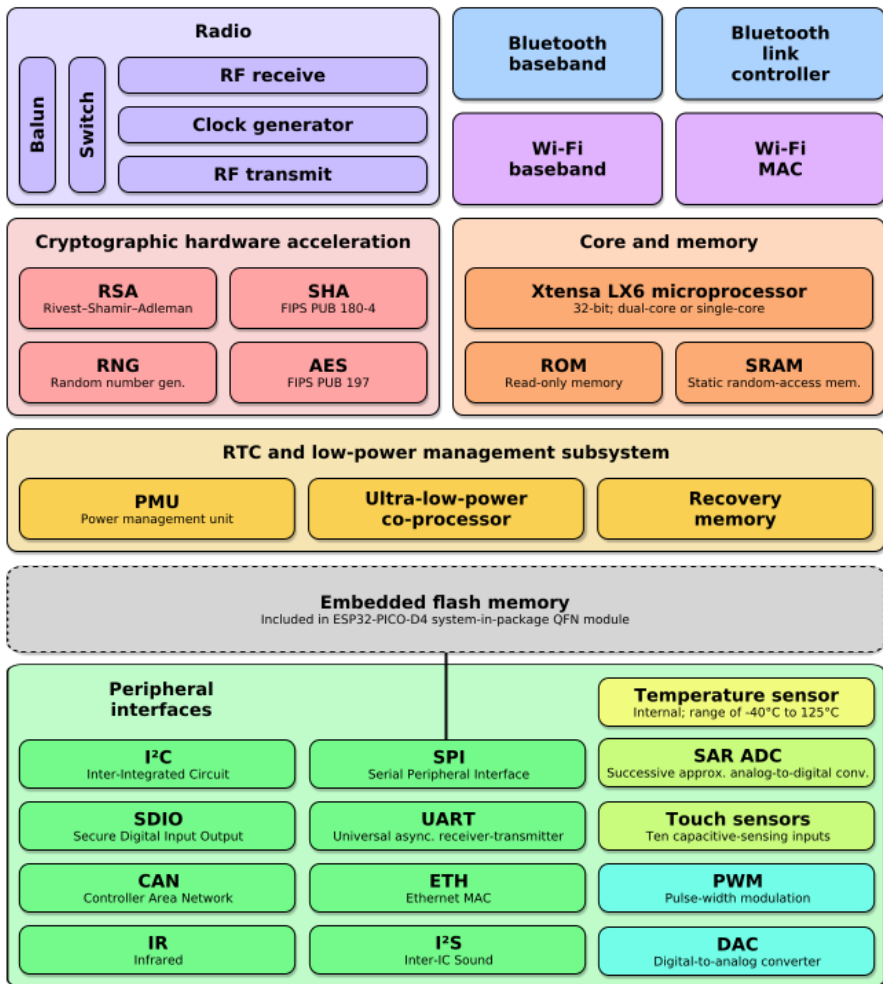 Radio
Balun
Switch
RF receive
Clock generator
RF transmit
Bluetooth
baseband
Bluetooth
link
controller
Wi-Fi
baseband
Wi-Fi
MAC
Cryptographic hardware acceleration
RSA
Rivest–Shamir–Adleman
SHA
FIPS PUB 180-4
RNG
Random number gen.
AES
FIPS PUB 197
Core and memory
Xtensa LX6 microprocessor
32-bit; dual-core or single-core
ROM
Read-only memory
SRAM
Static random-access mem.
RTC and low-power management subsystem
PMU
Power management unit
Ultra-low-power
co-processor
Recovery
memory
Embedded flash memory
Included in ESP32-PICO-D4 system-in-package QFN module
Peripheral
interfaces
I²C
Inter-Integrated Circuit
SPI
Serial Peripheral Interface
SDIO
Secure Digital Input Output
UART
Universal async. receiver-transmitter
CAN
Controller Area Network
ETH
Ethernet MAC
IR
Infrared
I²S
Inter-IC Sound
Temperature sensor
Internal; range of -40°C to 125°C
SAR ADC
Successive approx. analog-to-digital conv.
Touch sensors
Ten capacitive-sensing inputs
PWM
Pulse-width modulation
DAC
Digital-to-analog converter